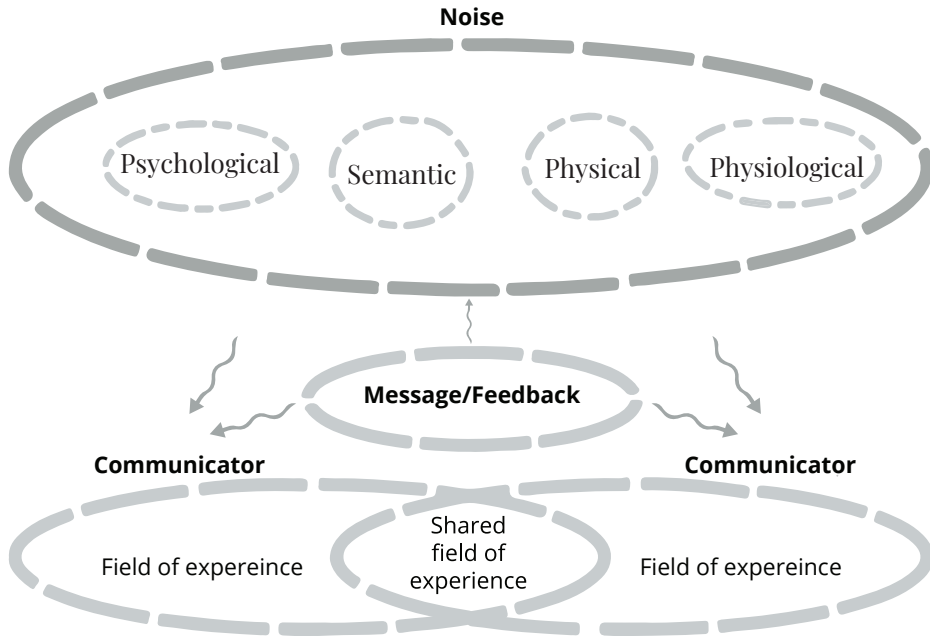 Noise
Psychological
Semantic
Physical
Physiological
Message/Feedback
Communicator
Communicator
Field of expereince
Shared
field of
experience
Field of expereince